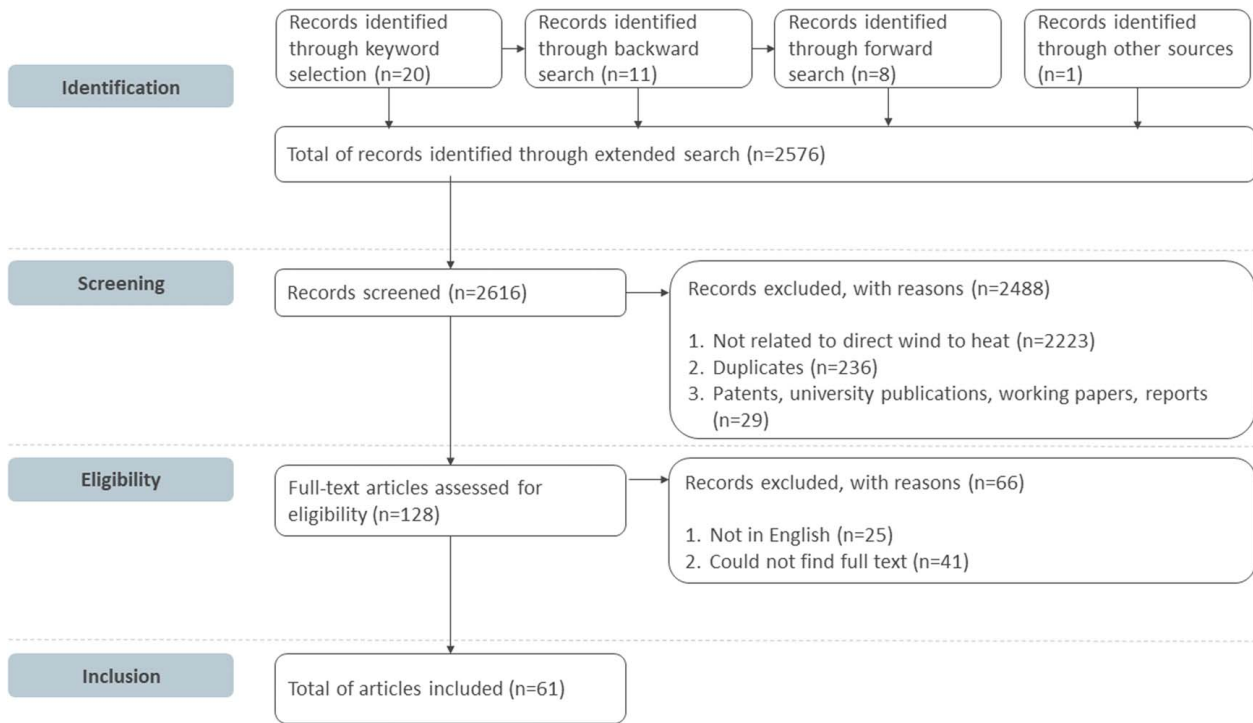 Identification
Records identified
through keyword
selection (n=20)
Records identified
through backward
search (n=11)
Records identified
through forward
search (n=8)
Records identified
through other sources
(n=1)
Total of records identified through extended search (n=2576)
Screening
Records screened (n=2616)
Records excluded, with reasons (n=2488)
1. Not related to direct wind to heat (n=2223)
2. Duplicates (n=236)
3. Patents, university publications, working papers, reports
(n=29)
Eligibility
Full-text articles assessed for
eligibility (n=128)
Records excluded, with reasons (n=66)
1. Not in English (n=25)
2. Could not find full text (n=41)
Inclusion
Total of articles included (n=61)